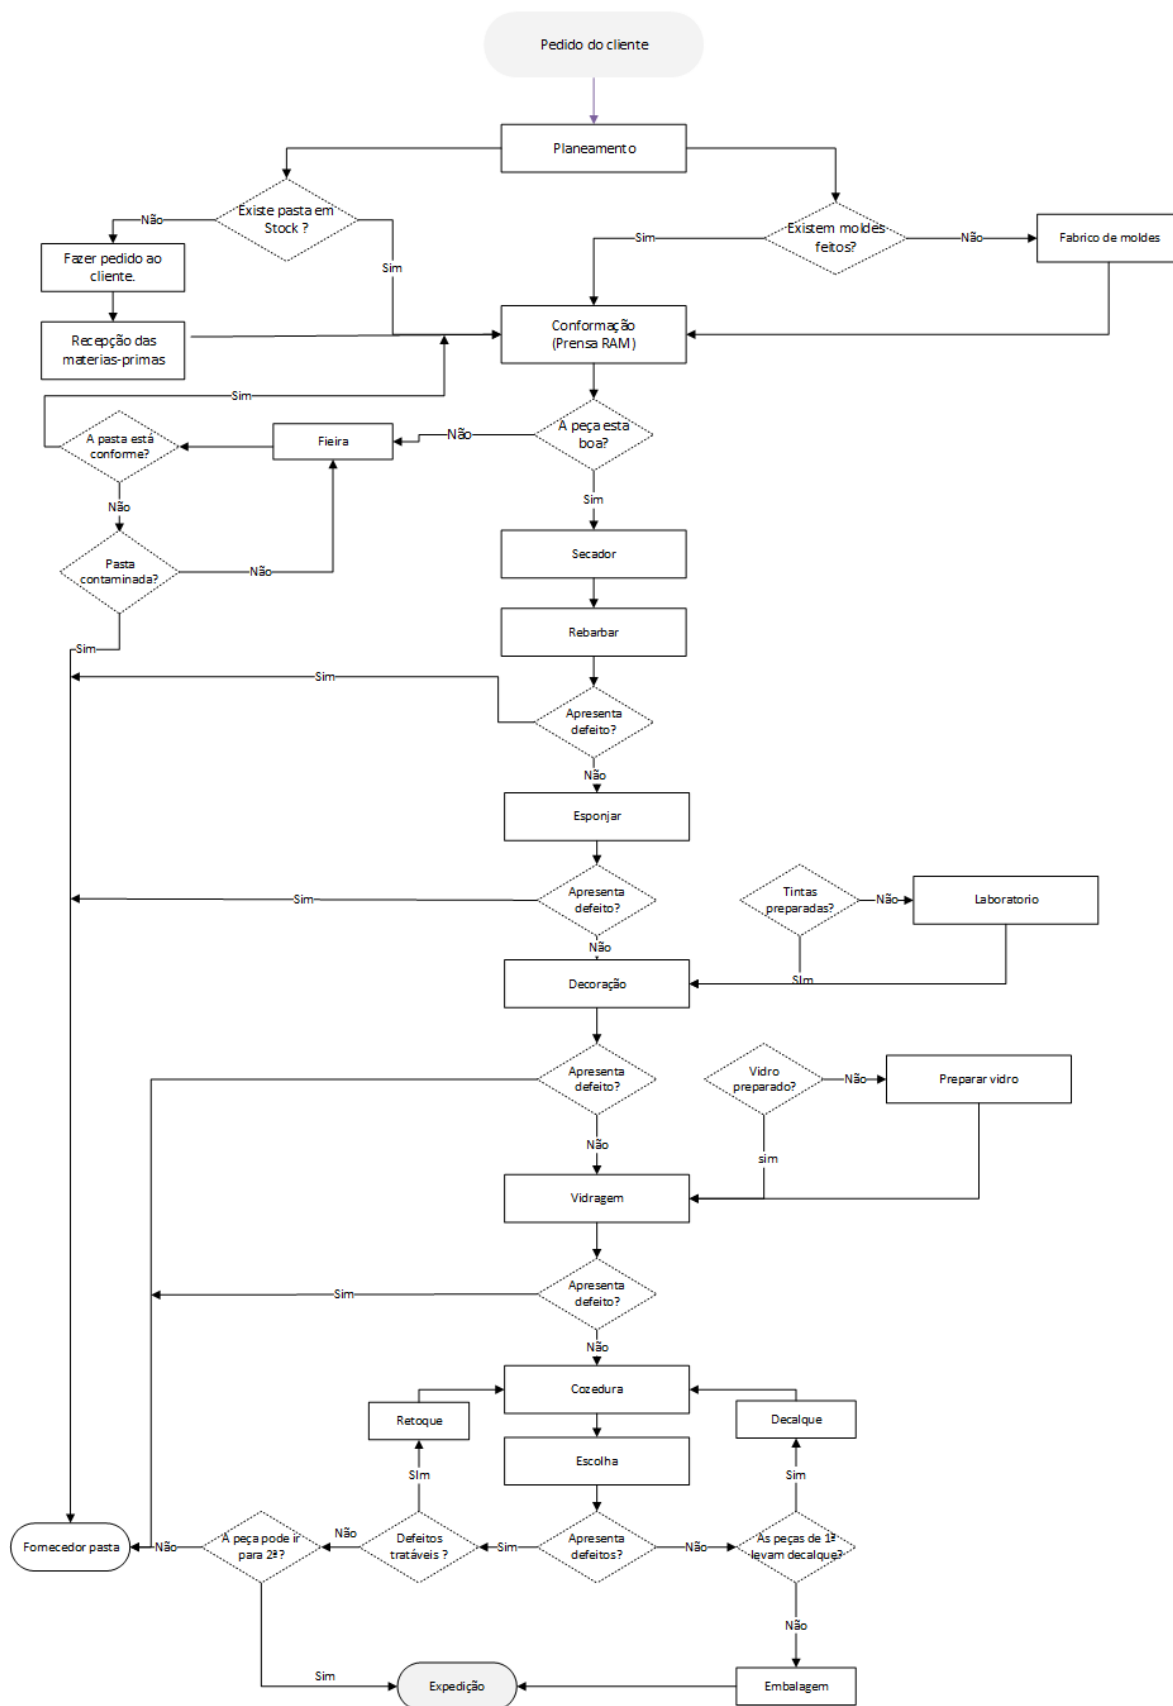 Pedido do cliente
Planeamento
Existe pasta em
Stock ?
Não
Sim
Existem moldes
feitos?
Sim
Não
Fabrico de moldes
Fazer pedido ao
cliente.
Recepção das
materias-primas
Conformação
(Prensa RAM)
Sim
A pasta está
conforme?
Fieira
Não
A peça esta
boa?
Não
Sim
Pasta
contaminada?
Não
Secador
Sim
Rebarbar
Sim
Apresenta
defeito?
Não
Esponjar
Sim
Apresenta
defeito?
Não
Tintas
preparadas?
Não
Laboratorio
SIm
Decoração
Apresenta
defeito?
Não
Vidro
preparado?
Não
Preparar vidro
sim
Vidragem
Sim
Apresenta
defeito?
Não
Cozedura
Retoque
Decalque
Escolha
SIm
Sim
Fornecedor pasta
Não
A peça pode ir
para 2ª?
Não
Defeitos
tratáveis ?
Sim
Apresenta
defeitos?
Não
As peças de 1ª
levam decalque?
Não
Sim
Expedição
Embalagem